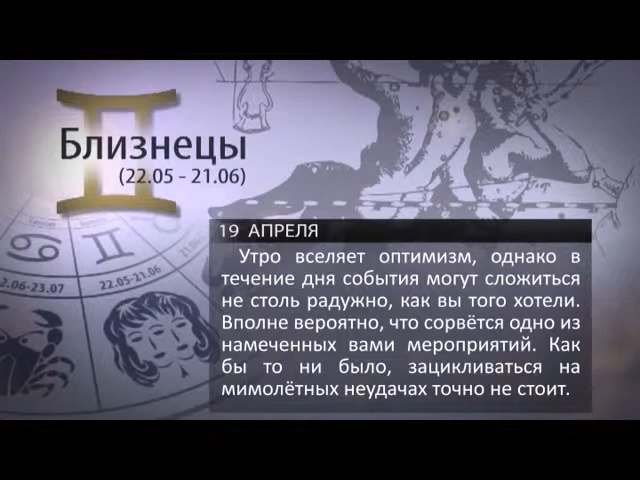 Близнецы
(22.05 – 21.06)
19 АПРЕЛЯ
Утро вселяет оптимизм, однако в
течение дня события могут сложиться
не столь радужно, как вы того хотели.
Вполне вероятно, что сорвётся одно из
намеченных вами мероприятий. Как
бы то ни было, зацикливаться на
мимолётных неудачах точно не стоит.
22.05-21.06
2.06-23.07